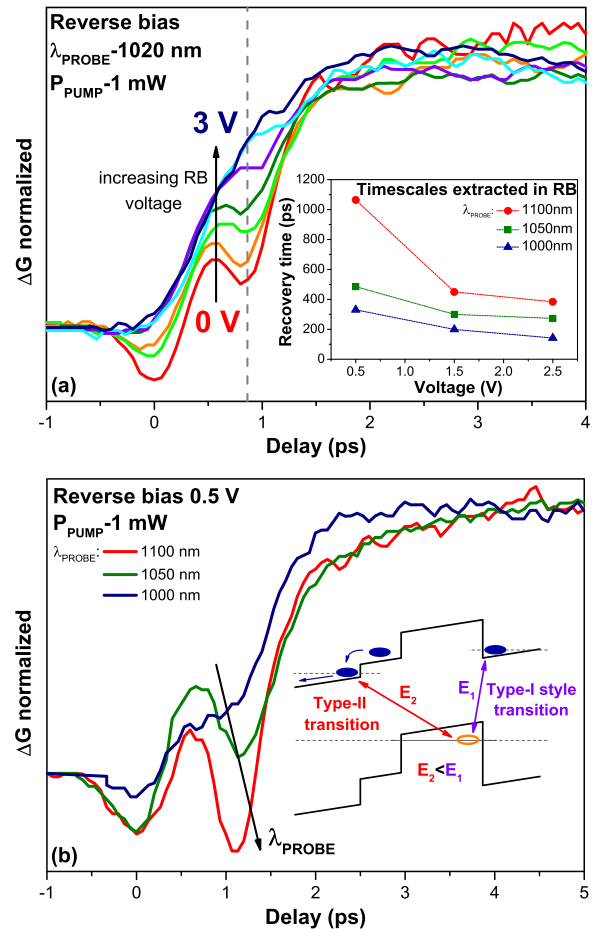 Reverse bias
λPROBE-1020 nm
PPUMP-1 mW
3 V
increasing RB
voltage
0 V
(a)
ΔG normalized
-1 0 1 2 3 4
Delay (ps)
Timescales extracted in RB
λPROBE:
1100nm
1050nm
1000nm
Recovery time (ps)
1200
1000
800
600
400
200
0
0.5 1.0 1.5 2.0 2.5
Voltage (V)
Reverse bias 0.5 V
PPUMP-1 mW
λPROBE:
1100 nm
1050 nm
1000 nm
ΔG normalized
E2
E1
Type-II
transition
Type-I style
transition
E2<E1
λPROBE
(b)
-1 0 1 2 3 4 5
Delay (ps)